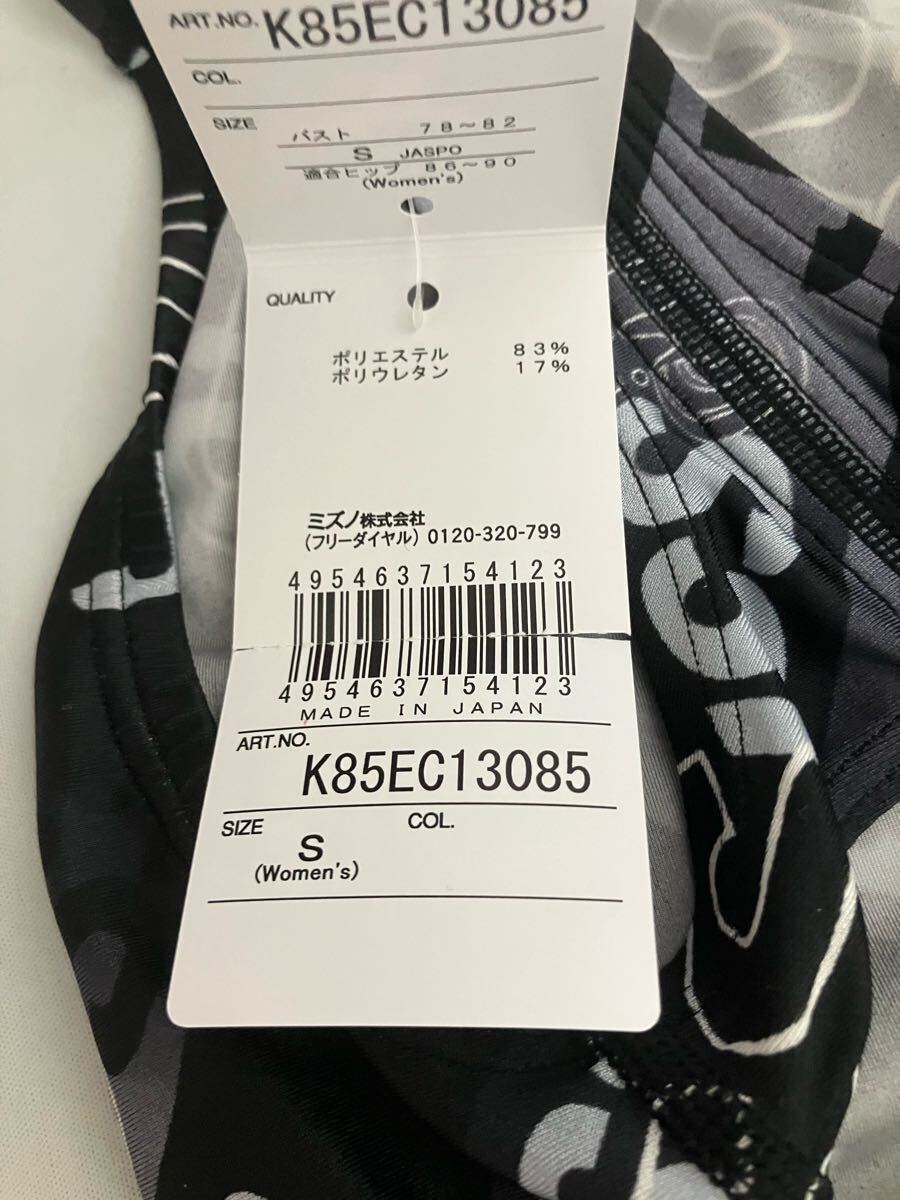 ART.NO. K85EC13085
COL.
SIZE
バスト 78～82
S JASPO
適合ヒップ 86～90
(Women's)
QUALITY
ポリエステル 83%
ポリウレタン 17%
ミズノ株式会社
(フリーダイヤル) 0120-320-799
4954637154123
4954637154123
MADE IN JAPAN
ART.NO.
K85EC13085
SIZE COL.
S
(Women's)